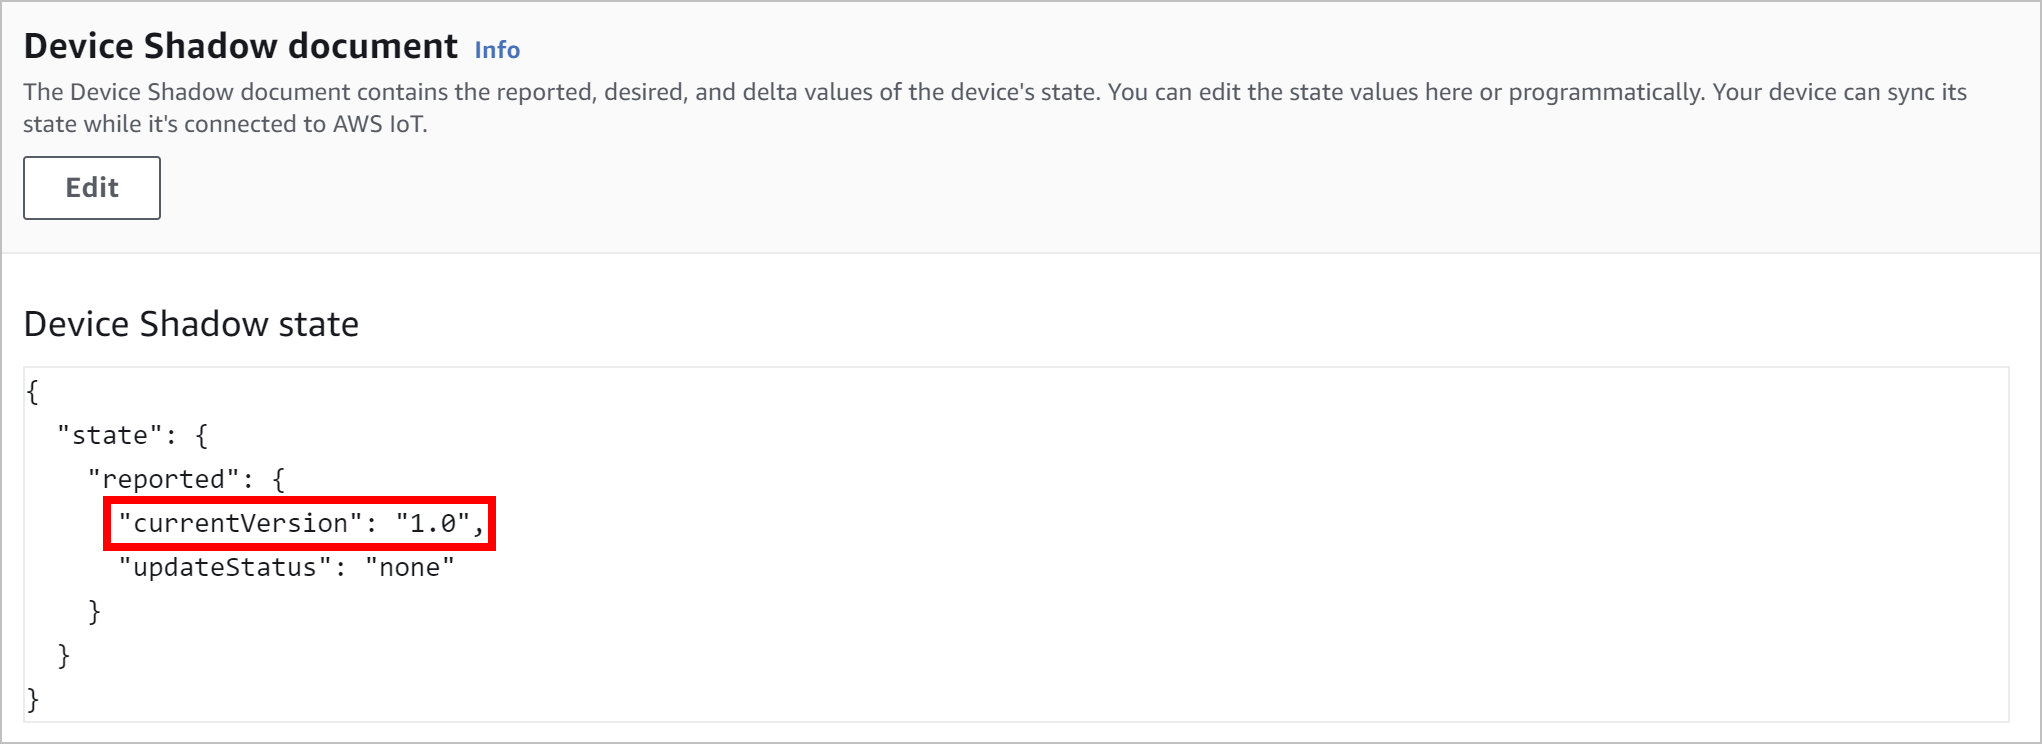 Device Shadow document Info
The Device Shadow document contains the reported, desired, and delta values of the device's state. You can edit the state values here or programmatically. Your device can sync its
state while it's connected to AWS IoT.
Edit
Device Shadow state
{
  "state": {
    "reported": {
      "currentVersion": "1.0",
      "updateStatus": "none"
    }
  }
}